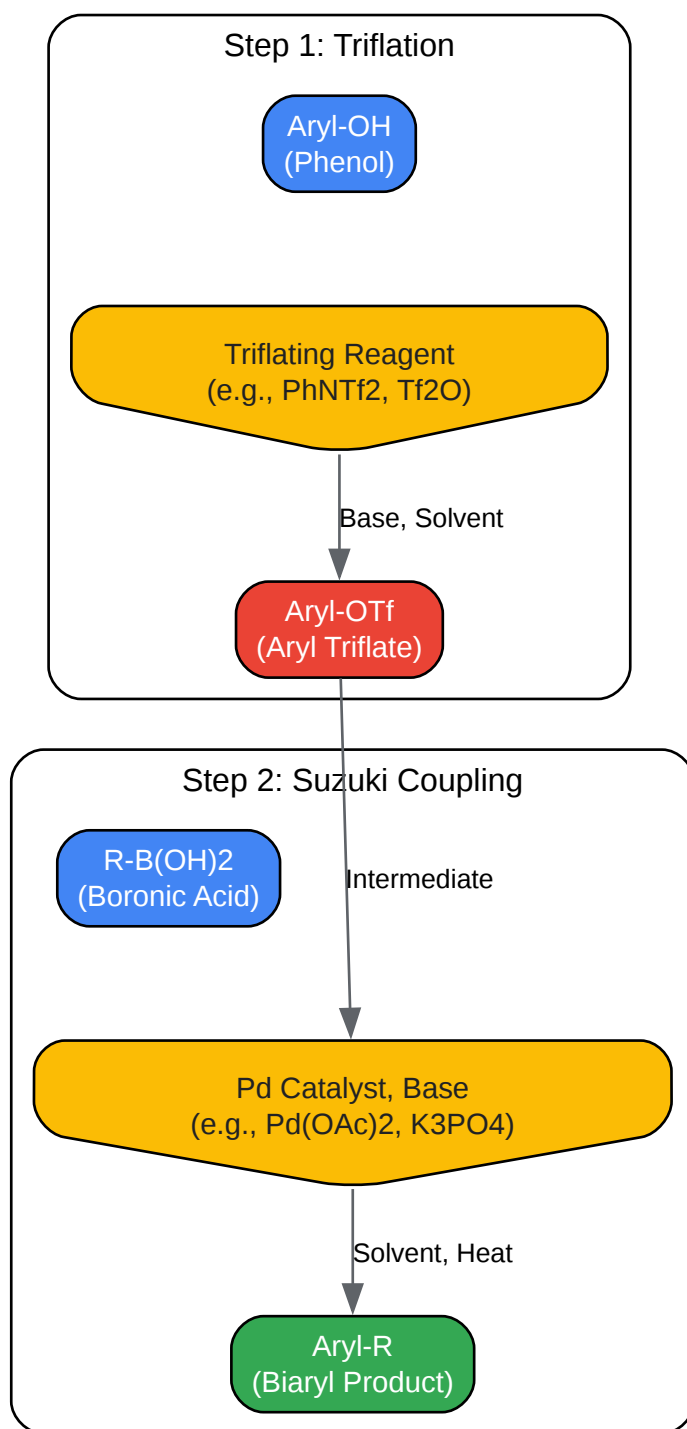 Step 1: Triflation
Aryl-OH
(Phenol)
Triflating Reagent
(e.g., PhNTf2, Tf2O)
Base, Solvent
Aryl-OTf
(Aryl Triflate)
Step 2: Suzuki Coupling
R-B(OH)2
(Boronic Acid)
Intermediate
Pd Catalyst, Base
(e.g., Pd(OAc)2, K3PO4)
Solvent, Heat
Aryl-R
(Biaryl Product)